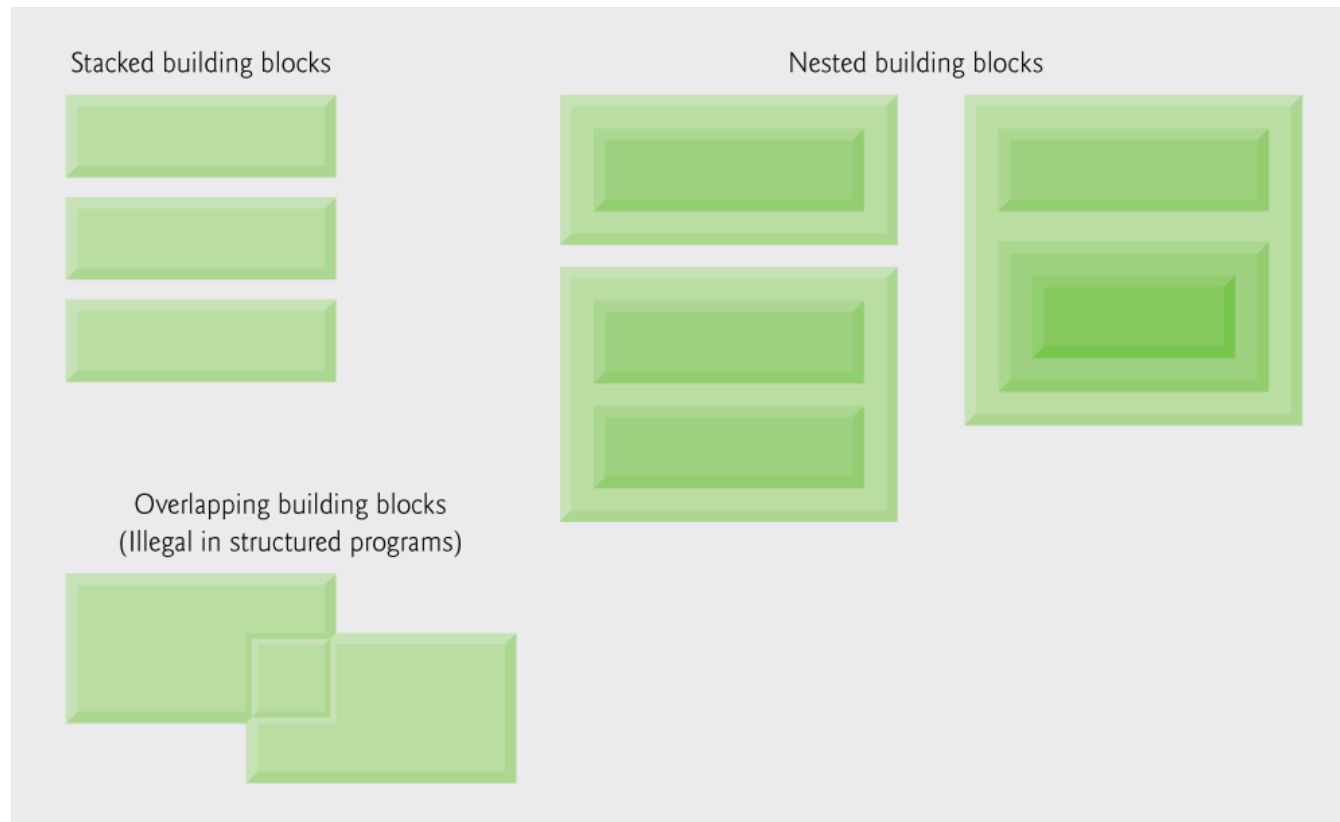 Stacked building blocks
Nested building blocks
Overlapping building blocks
(Illegal in structured programs)